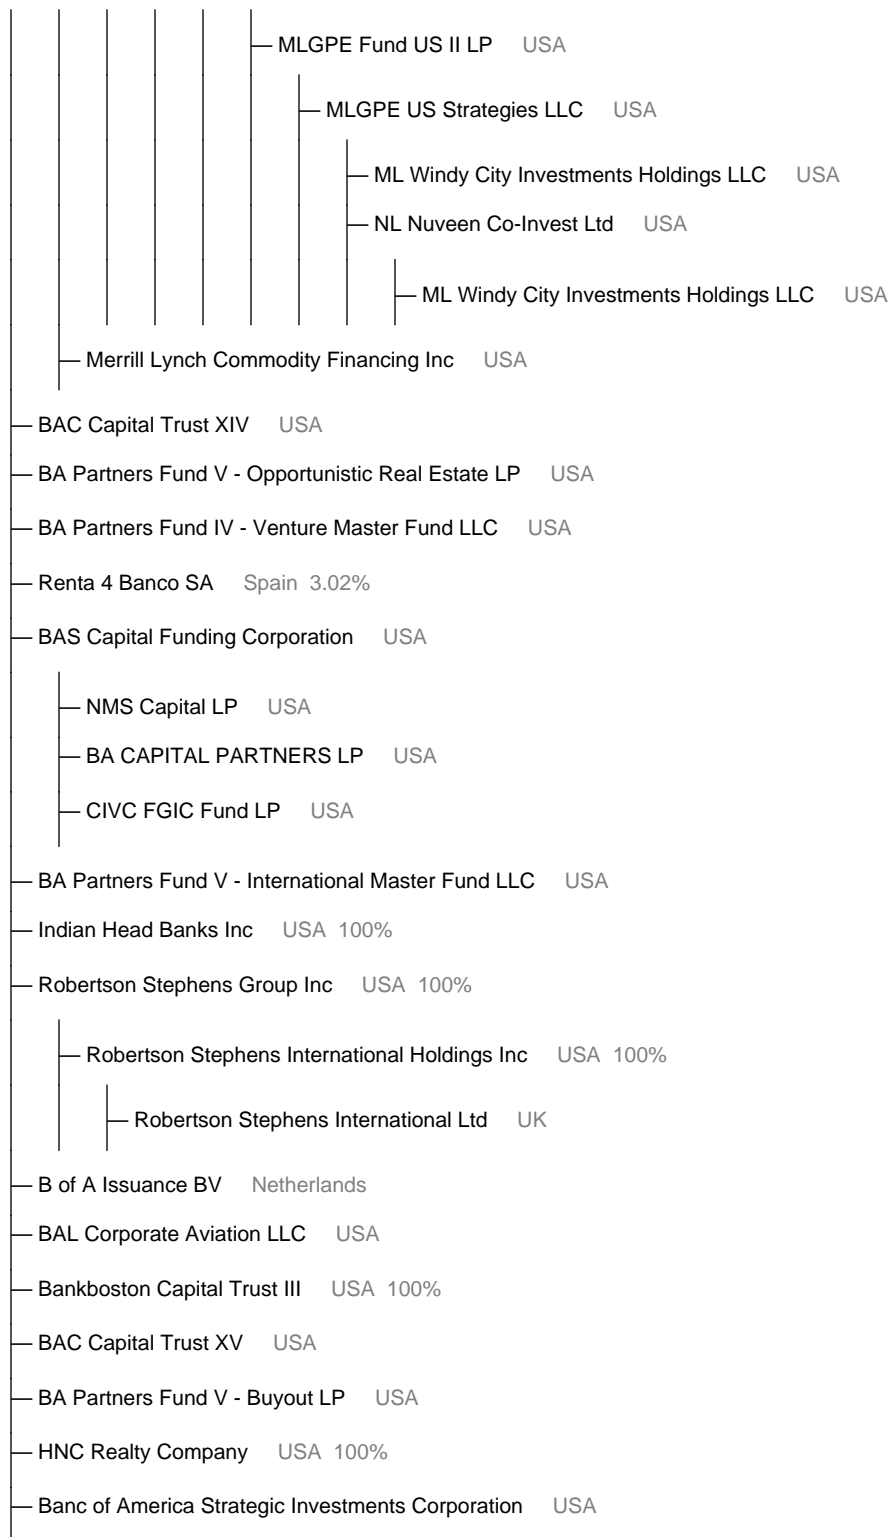 MLGPE Fund US II LP USA
MLGPE US Strategies LLC USA
ML Windy City Investments Holdings LLC USA
NL Nuveen Co-Invest Ltd USA
ML Windy City Investments Holdings LLC USA
Merrill Lynch Commodity Financing Inc USA
BAC Capital Trust XIV USA
BA Partners Fund V - Opportunistic Real Estate LP USA
BA Partners Fund IV - Venture Master Fund LLC USA
Renta 4 Banco SA Spain 3.02%
BAS Capital Funding Corporation USA
NMS Capital LP USA
BA CAPITAL PARTNERS LP USA
CIVC FGIC Fund LP USA
BA Partners Fund V - International Master Fund LLC USA
Indian Head Banks Inc USA 100%
Robertson Stephens Group Inc USA 100%
Robertson Stephens International Holdings Inc USA 100%
Robertson Stephens International Ltd UK
B of A Issuance BV Netherlands
BAL Corporate Aviation LLC USA
Bankboston Capital Trust III USA 100%
BAC Capital Trust XV USA
BA Partners Fund V - Buyout LP USA
HNC Realty Company USA 100%
Banc of America Strategic Investments Corporation USA